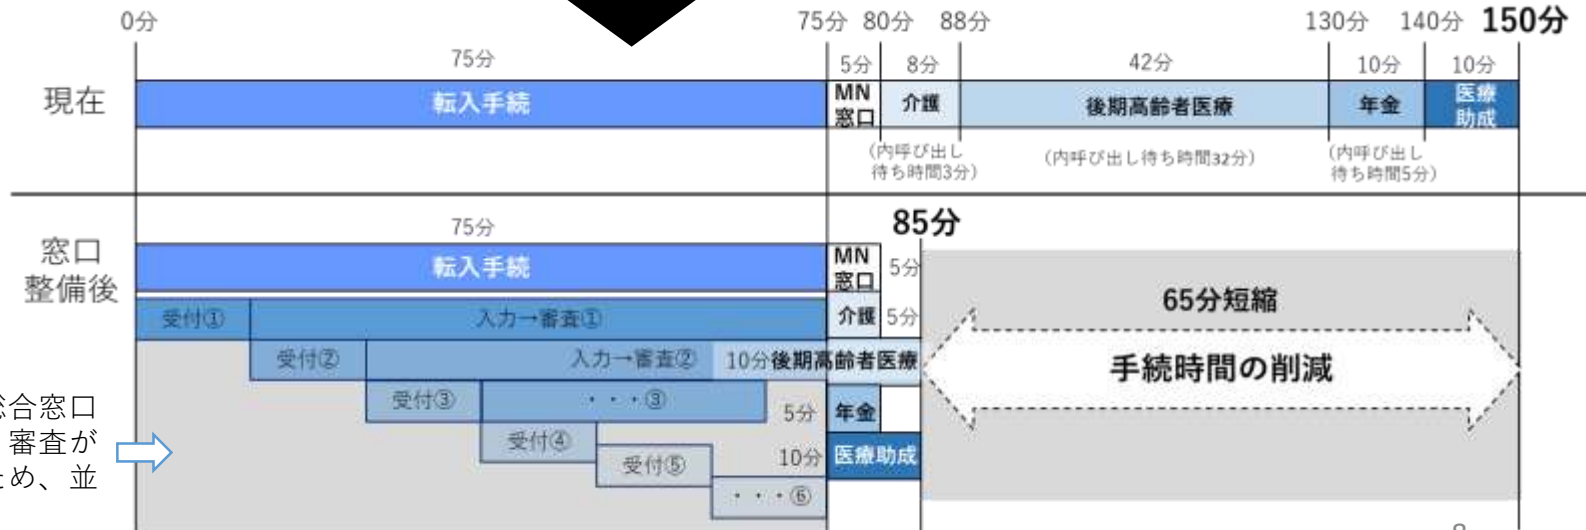 0分 75分 80分 88分 130分 140分 150分
75分 5分 8分 42分 10分 10分
現在
転入手続
MN
窓口
介護
後期高齢者医療
年金
医療
助成
(内呼び出し
待ち時間3分)
(内呼び出し待ち時間32分)
(内呼び出し
待ち時間5分)
窓口
整備後
75分
85分
転入手続
MN
窓口
5分
受付①
入力→審査①
介護
5分
65分短縮
受付②
入力→審査②
10分
後期高齢者医療
手続時間の削減
受付③
・・・③
5分
年金
受付④
受付⑤
10分
医療助成
・・・⑥
総合窓口
審査が
ため、並